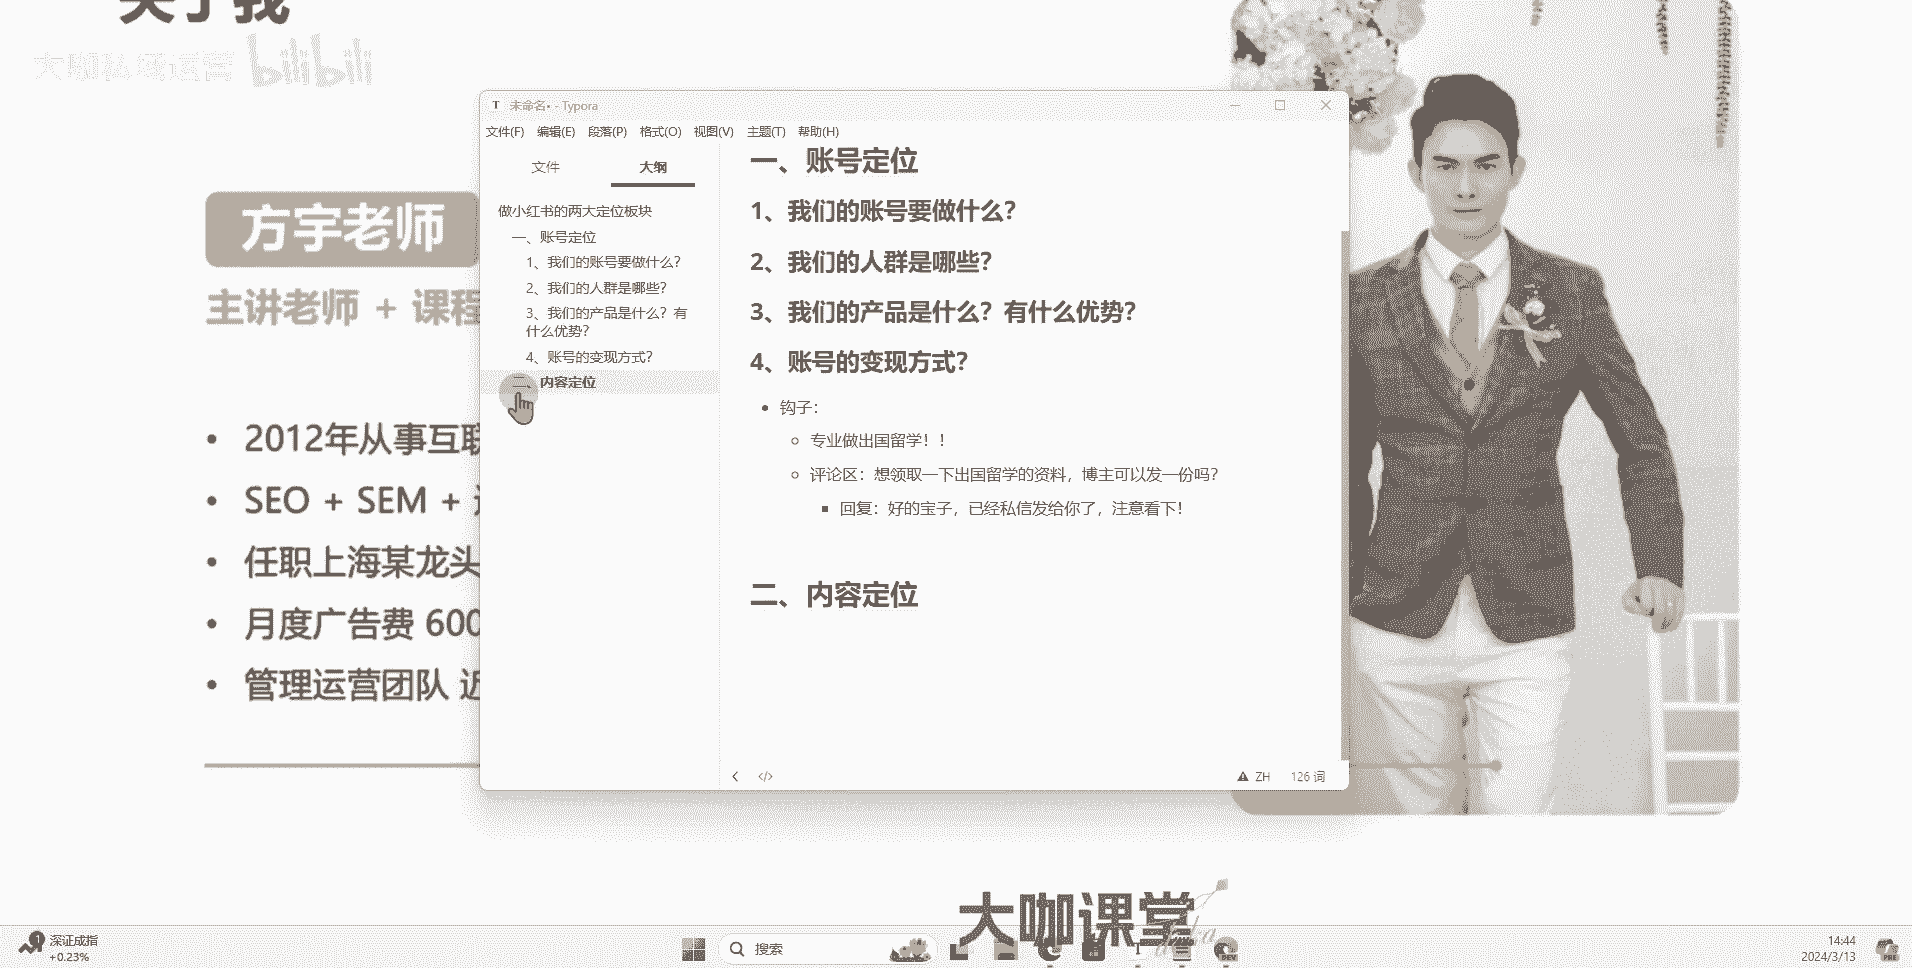 关于我
大咖私域运营 bilibili
方宇老师
主讲老师 + 课程
2012年从事互联
SEO + SEM +
任职上海某龙头
月度广告费 600
管理运营团队 近
未命名• - Typora
文件(F) 编辑(E) 段落(P) 格式(O) 视图(V) 主题(T) 帮助(H)
文件 大纲
做小红书的两大定位板块
一、账号定位
1、我们的账号要做什么？
2、我们的人群是哪些？
3、我们的产品是什么？有
什么优势？
4、账号的变现方式？
二、内容定位
一、账号定位
1、我们的账号要做什么？
2、我们的人群是哪些？
3、我们的产品是什么？有什么优势？
4、账号的变现方式？
钩子：
专业做出国留学！！
评论区：想领取一下出国留学的资料，博主可以发一份吗？
回复：好的宝子，已经私信发给你了，注意看下！
二、内容定位
ZH 126 词
大咖课堂
深证成指
+0.23%
搜索
14:44
2024/3/13